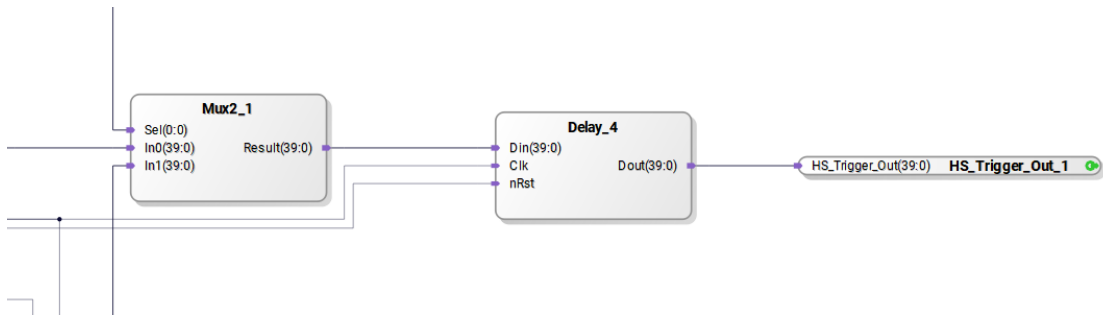 Mux2_1
Sel(0:0)
In0(39:0) Result(39:0)
In1(39:0)
Delay_4
Din(39:0)
Clk Dout(39:0)
nRst
HS_Trigger_Out(39:0) HS_Trigger_Out_1